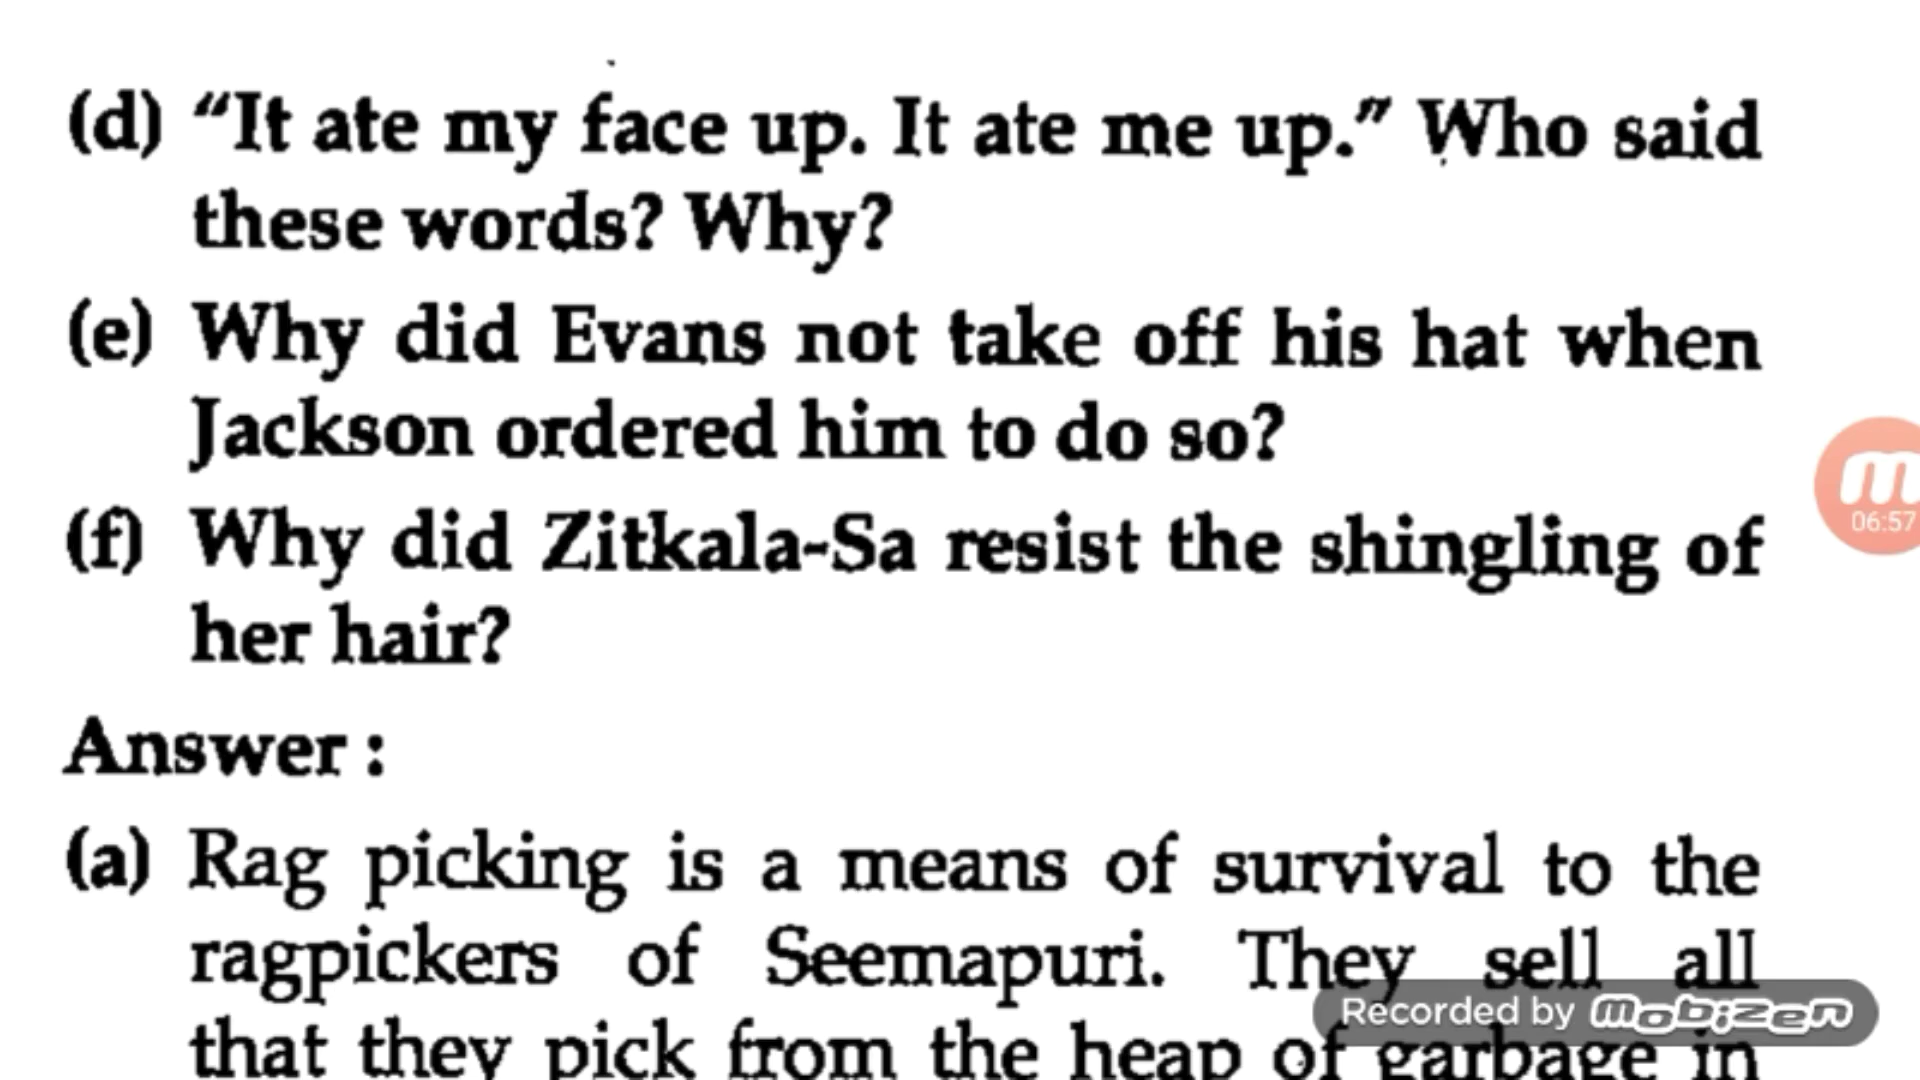 (d) “It ate my face up. It ate me up.” Who said
these words? Why?
(e) Why did Evans not take off his hat when
Jackson ordered him to do so?
(f) Why did Zitkala-Sa resist the shingling of
her hair?
06:57
Answer :
(a) Rag picking is a means of survival to the
ragpickers of Seemapuri. They sell all
Recorded by mobizen
that they pick from the heap of garbage in